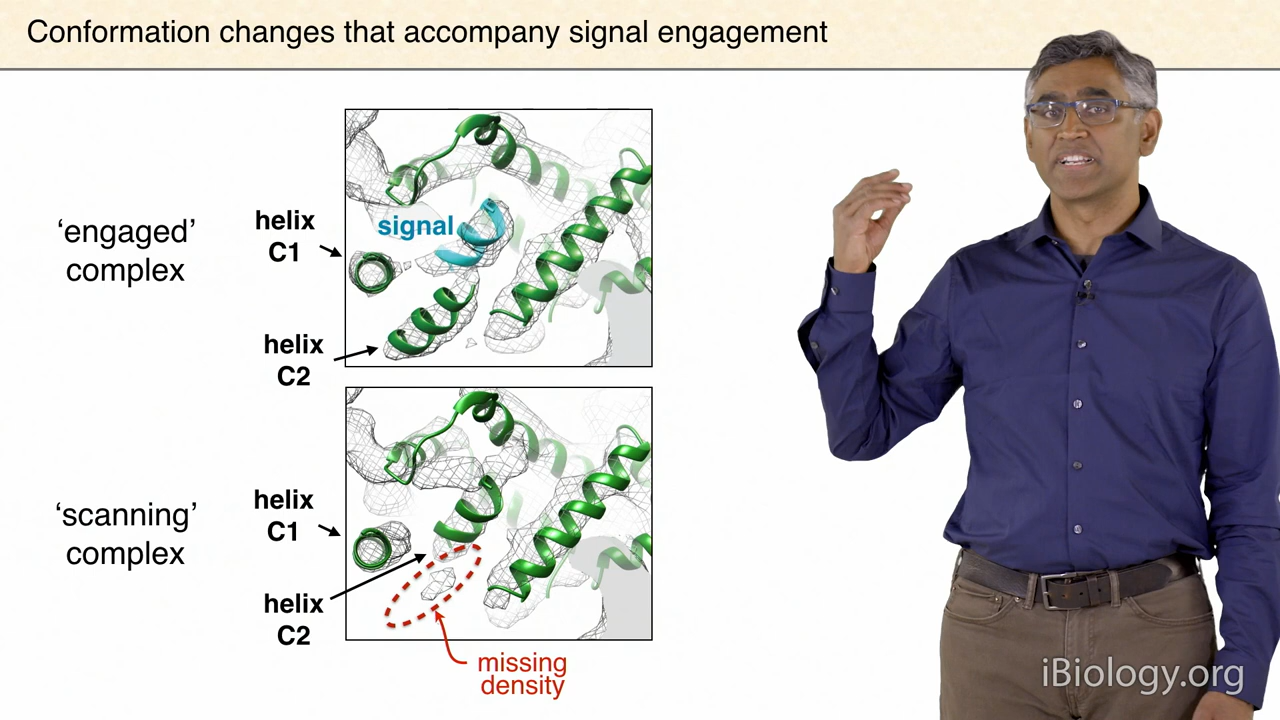 Conformation changes that accompany signal engagement
‘engaged’
complex
helix
C1
signal
helix
C2
‘scanning’
complex
helix
C1
helix
C2
missing
density
iBiology.org